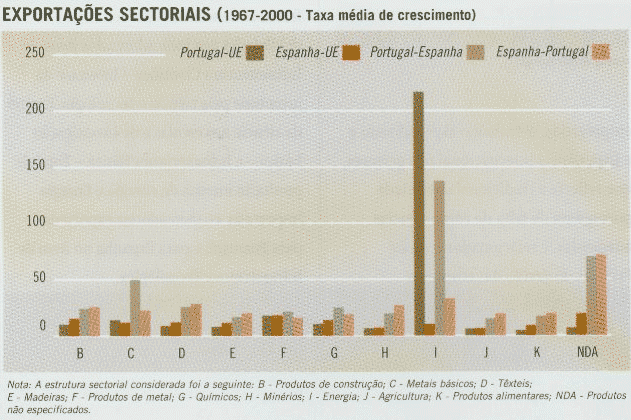 EXPORTAÇÕES SECTORIAIS (1967-2000 - Taxa média de crescimento)
Portugal-UE Espanha-UE Portugal-Espanha Espanha-Portugal
250
200
150
100
50
0
B C D E F G H I J K NDA
Nota: A estrutura sectorial considerada foi a seguinte: B - Produtos de construção; C - Metais básicos; D - Têxteis;
E - Madeiras; F - Produtos de metal; G - Químicos; H - Minérios; I - Energia; J - Agricultura; K - Produtos alimentares; NDA - Produtos
não especificados.